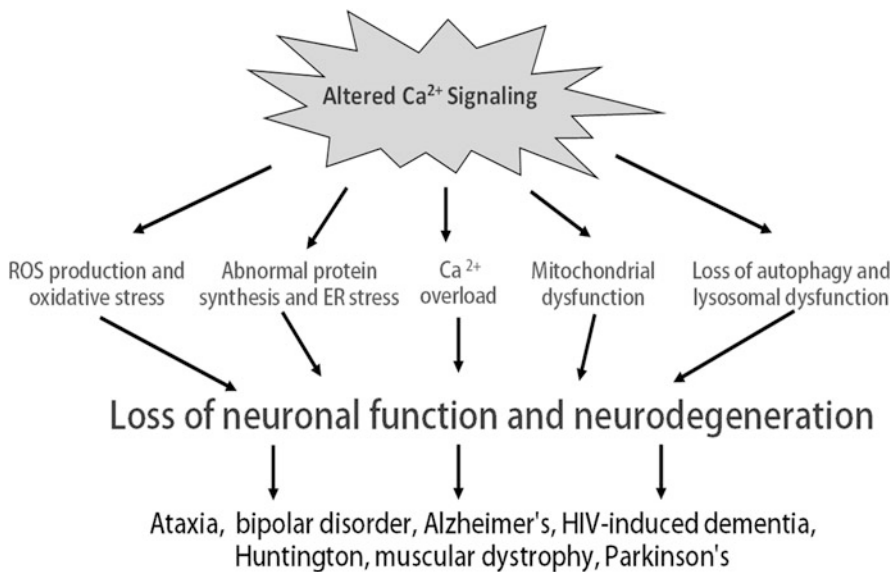 Altered Ca²⁺ Signaling
ROS production and
oxidative stress
Abnormal protein
synthesis and ER stress
Ca ²⁺
overload
Mitochondrial
dysfunction
Loss of autophagy and
lysosomal dysfunction
Loss of neuronal function and neurodegeneration
Ataxia, bipolar disorder, Alzheimer's, HIV-induced dementia,
Huntington, muscular dystrophy, Parkinson's